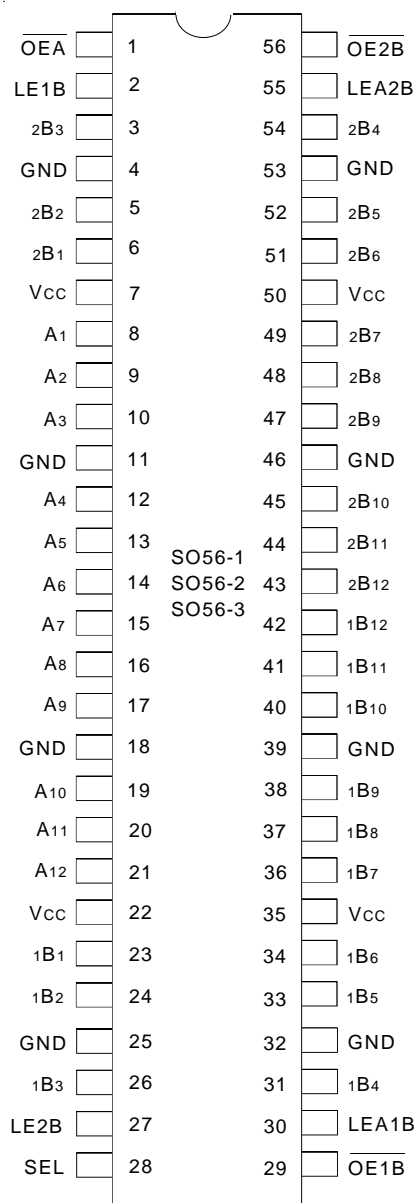 O̅E̅A̅ 1 56 O̅E̅2̅B̅
LE1B 2 55 LEA2B
2B3 3 54 2B4
GND 4 53 GND
2B2 5 52 2B5
2B1 6 51 2B6
VCC 7 50 VCC
A1 8 49 2B7
A2 9 48 2B8
A3 10 47 2B9
GND 11 46 GND
A4 12 45 2B10
A5 13 44 2B11
SO56-1
A6 14 SO56-2 43 2B12
SO56-3
A7 15 42 1B12
A8 16 41 1B11
A9 17 40 1B10
GND 18 39 GND
A10 19 38 1B9
A11 20 37 1B8
A12 21 36 1B7
VCC 22 35 VCC
1B1 23 34 1B6
1B2 24 33 1B5
GND 25 32 GND
1B3 26 31 1B4
LE2B 27 30 LEA1B
SEL 28 29 O̅E̅1̅B̅